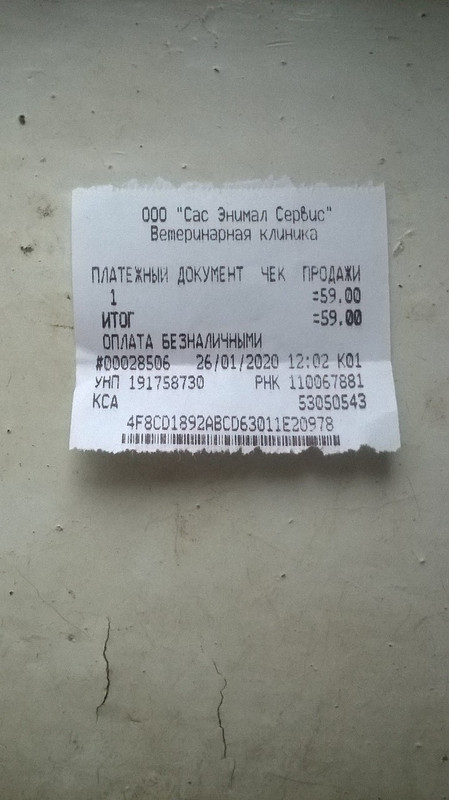 ООО "Сас Энимал Сервис"
Ветеринарная клиника
ПЛАТЕЖНЫЙ ДОКУМЕНТ ЧЕК ПРОДАЖИ
1 =59.00
ИТОГ =59.00
ОПЛАТА БЕЗНАЛИЧНЫМИ
#00028506 26/01/2020 12:02 К01
УНП 191758730 РНК 110067881
КСА 53050543
4F8CD1892ABCD63011E20978